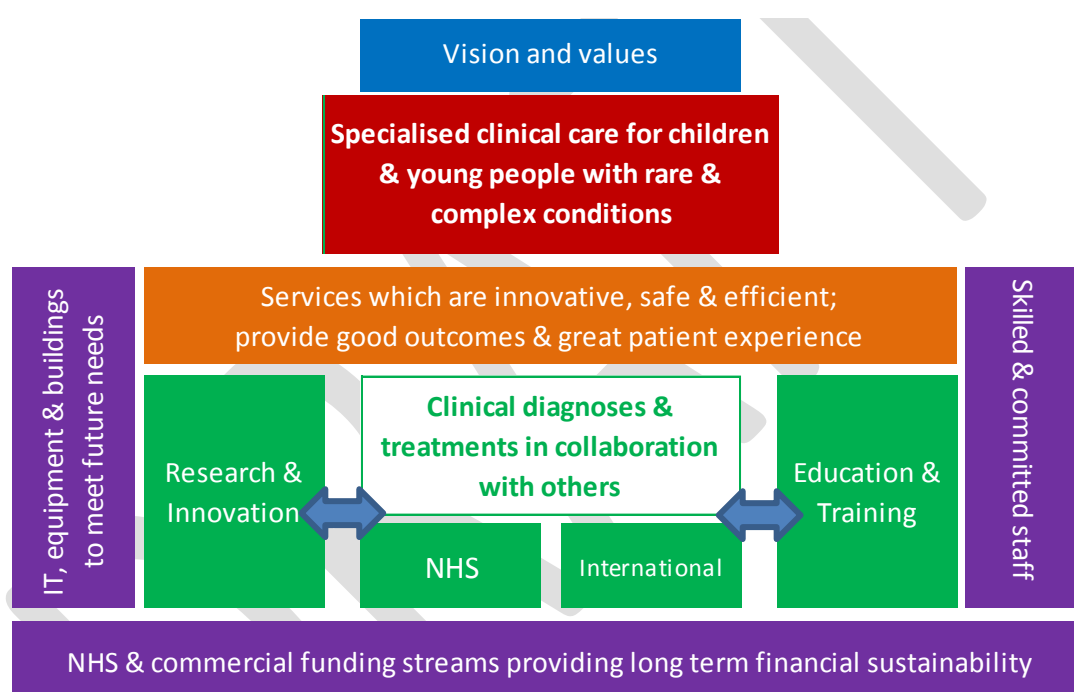 Vision and values
Specialised clinical care for children
& young people with rare &
complex conditions
IT, equipment & buildings
to meet future needs
Services which are innovative, safe & efficient;
provide good outcomes & great patient experience
Skilled & committed staff
Research &
Innovation
Clinical diagnoses &
treatments in collaboration
with others
Education &
Training
NHS
International
NHS & commercial funding streams providing long term financial sustainability